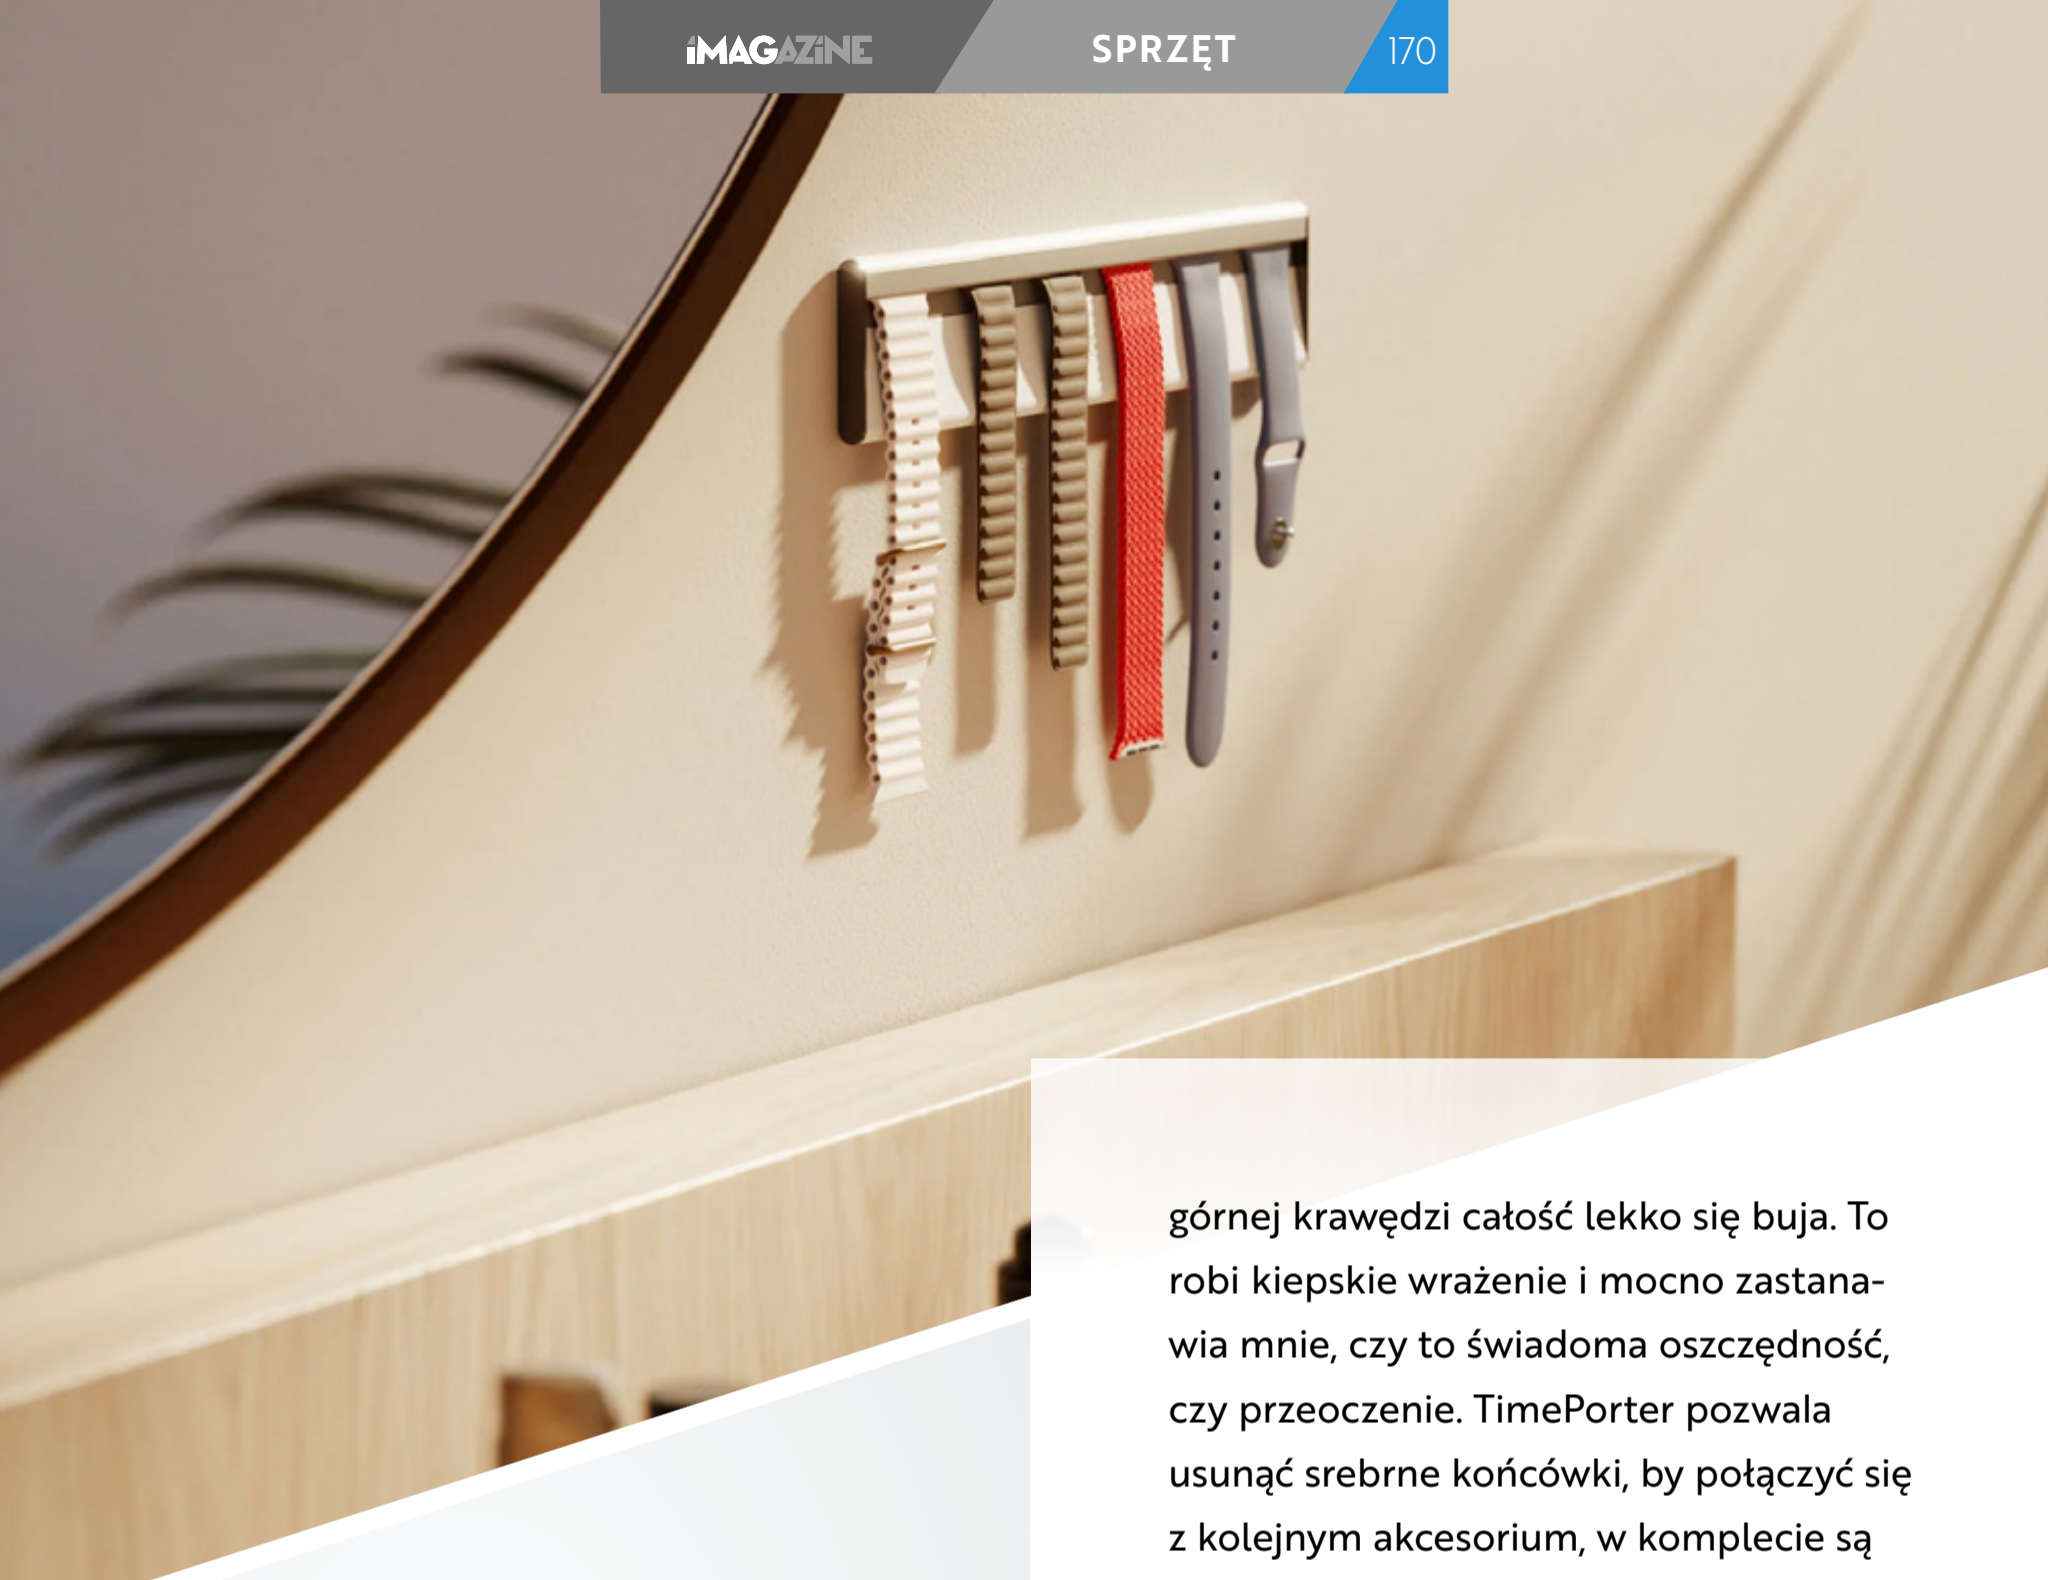 iMAGAZINE
SPRZĘT
170
górnej krawędzi całość lekko się buja. To
robi kiepskie wrażenie i mocno zastana-
wia mnie, czy to świadoma oszczędność,
czy przeoczenie. TimePorter pozwala
usunąć srebrne końcówki, by połączyć się
z kolejnym akcesorium, w komplecie są